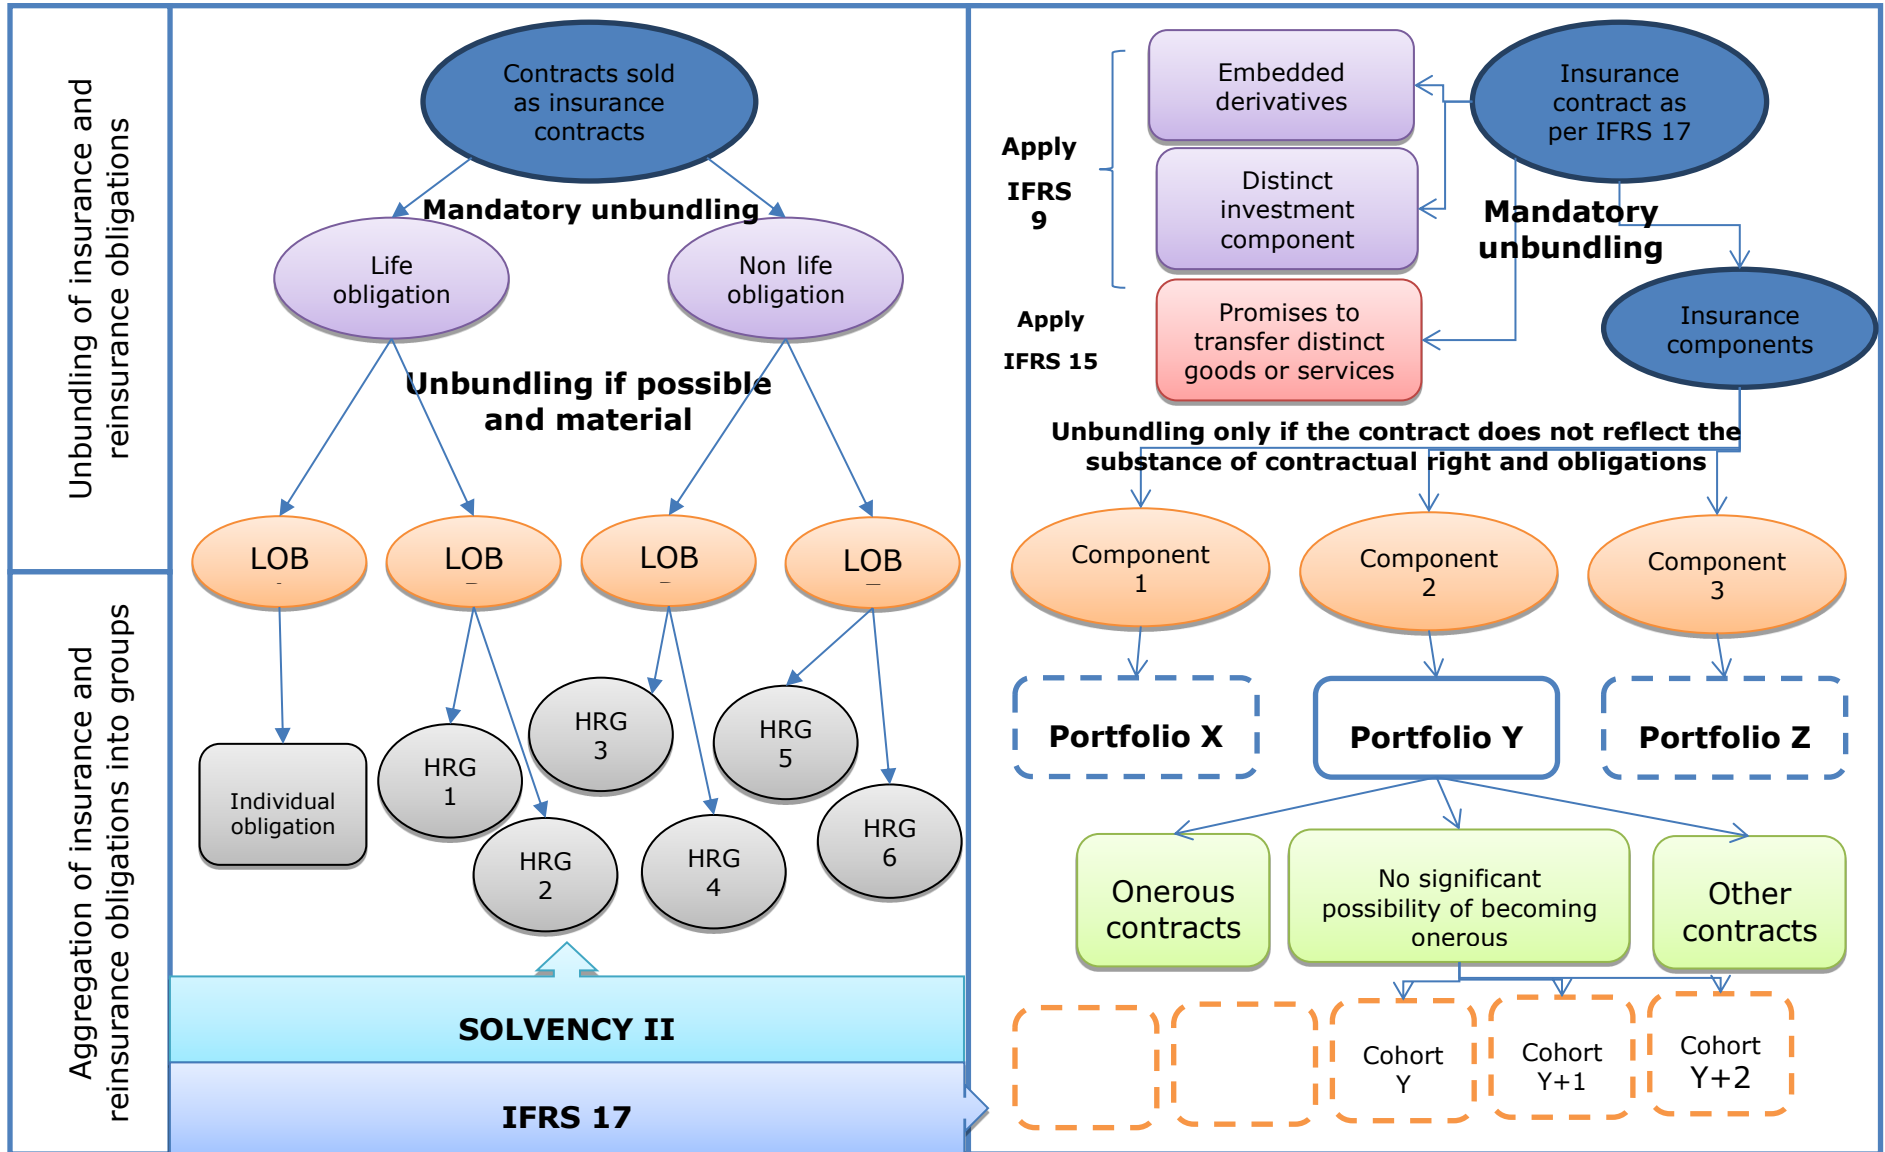 Unbundling of insurance and
reinsurance obligations
Contracts sold
as insurance
contracts
Mandatory unbundling
Life
obligation
Non life
obligation
Unbundling if possible
and material
LOB
LOB
LOB
LOB
Aggregation of insurance and
reinsurance obligations into groups
Individual
obligation
HRG
1
HRG
2
HRG
3
HRG
4
HRG
5
HRG
6
SOLVENCY II
IFRS 17
Embedded
derivatives
Insurance
contract as
per IFRS 17
Apply
IFRS
9
Distinct
investment
component
Mandatory
unbundling
Apply
IFRS 15
Promises to
transfer distinct
goods or services
Insurance
components
Unbundling only if the contract does not reflect the
substance of contractual right and obligations
Component
1
Component
2
Component
3
Portfolio X
Portfolio Y
Portfolio Z
Onerous
contracts
No significant
possibility of becoming
onerous
Other
contracts
Cohort
Y
Cohort
Y+1
Cohort
Y+2